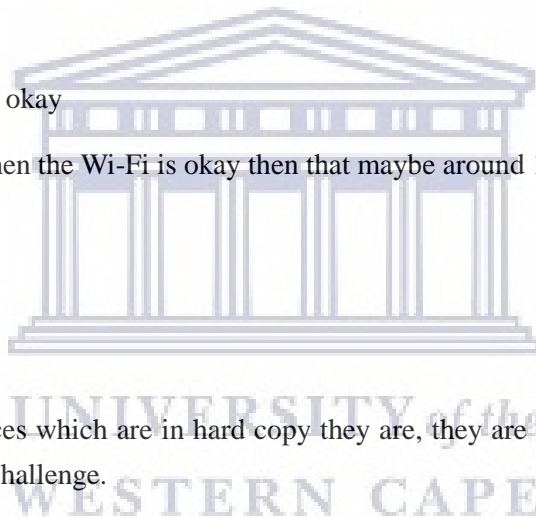 okay
en the Wi-Fi is okay then that maybe around
ces which are in hard copy they are, they are
UNIVERSITY of the
hallenge.
WESTERN CAPE